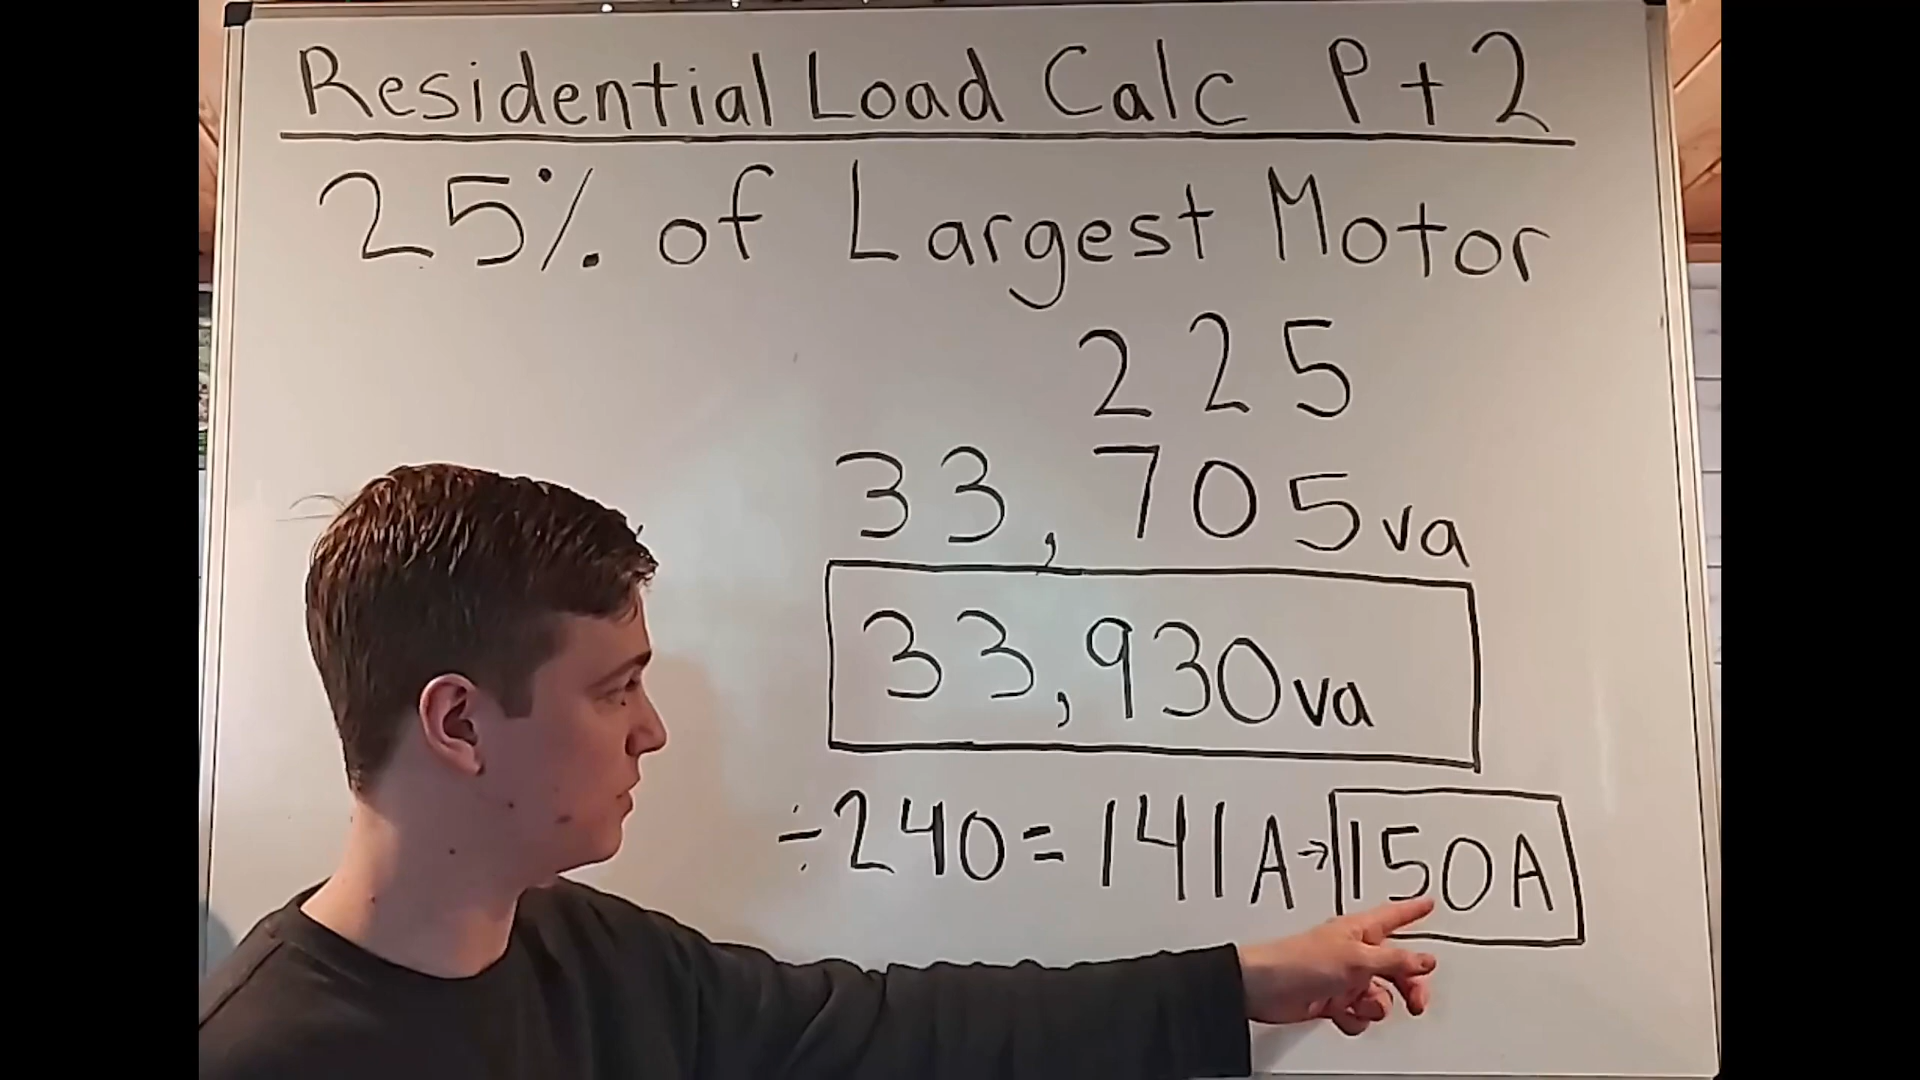 Residential Load Calc Pt 2
25% of Largest Motor
225
33,705va
33,930va
÷240=141A→150A